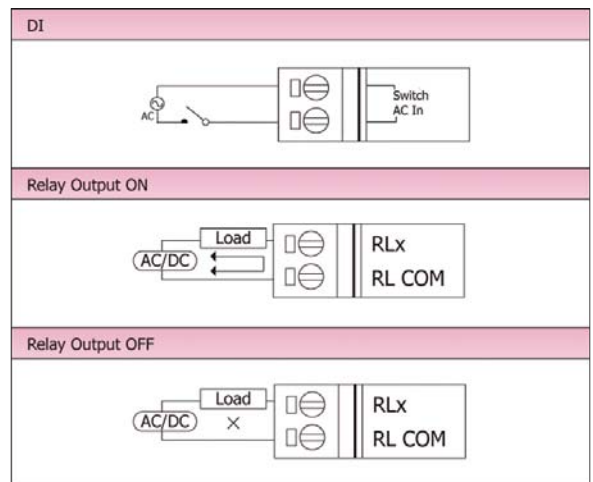 DI
AC
Switch
AC In
Relay Output ON
Load
AC/DC
RLx
RL COM
Relay Output OFF
Load
AC/DC
RLx
RL COM